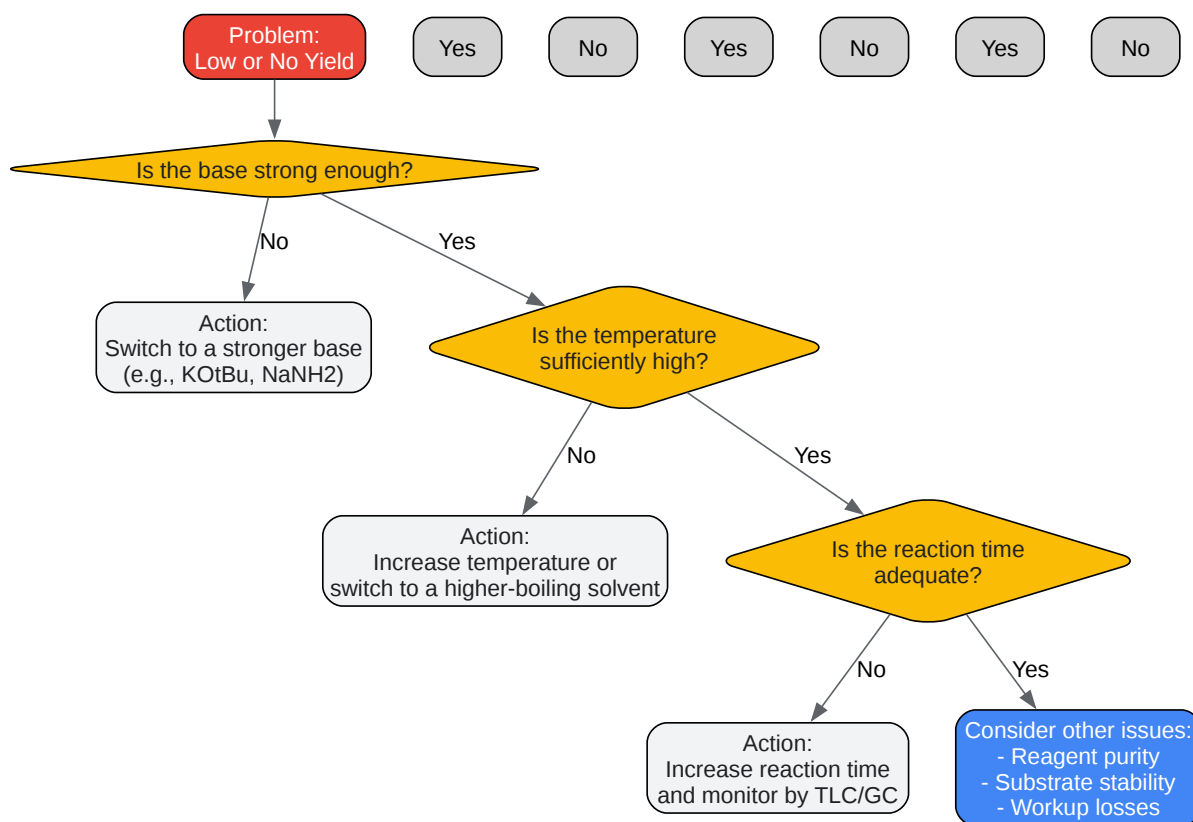 Problem:
Low or No Yield
Yes
No
Yes
No
Yes
No
Is the base strong enough?
No
Yes
Action:
Switch to a stronger base
(e.g., KOtBu, NaNH2)
Is the temperature
sufficiently high?
No
Yes
Action:
Increase temperature or
switch to a higher-boiling solvent
Is the reaction time
adequate?
No
Yes
Action:
Increase reaction time
and monitor by TLC/GC
Consider other issues:
- Reagent purity
- Substrate stability
- Workup losses